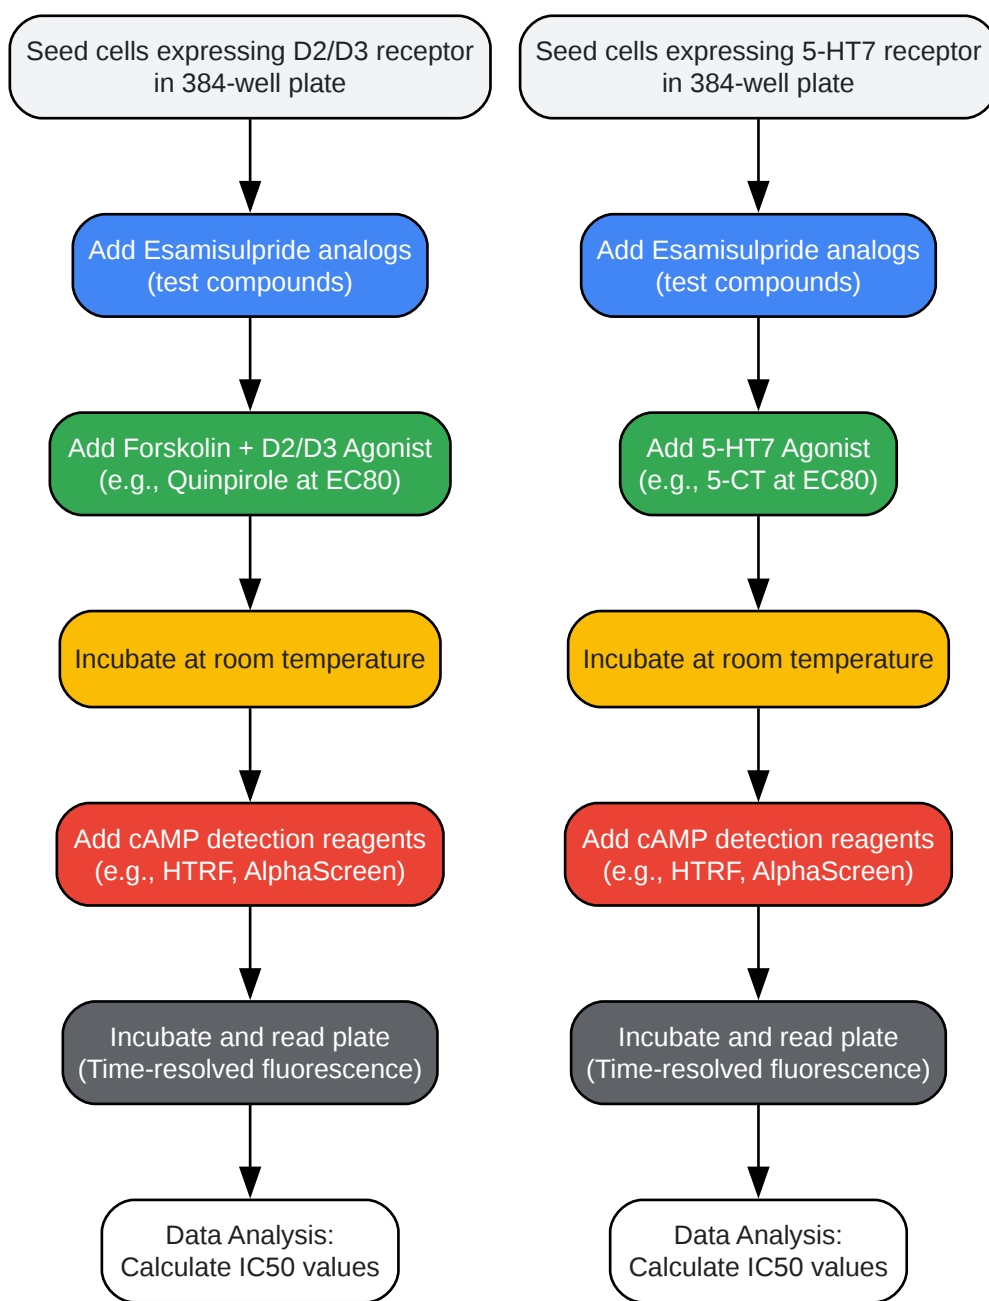 Seed cells expressing D2/D3 receptor
in 384-well plate
Add Esamisulpride analogs
(test compounds)
Add Forskolin + D2/D3 Agonist
(e.g., Quinpirole at EC80)
Incubate at room temperature
Add cAMP detection reagents
(e.g., HTRF, AlphaScreen)
Incubate and read plate
(Time-resolved fluorescence)
Data Analysis:
Calculate IC50 values
Seed cells expressing 5-HT7 receptor
in 384-well plate
Add Esamisulpride analogs
(test compounds)
Add 5-HT7 Agonist
(e.g., 5-CT at EC80)
Incubate at room temperature
Add cAMP detection reagents
(e.g., HTRF, AlphaScreen)
Incubate and read plate
(Time-resolved fluorescence)
Data Analysis:
Calculate IC50 values